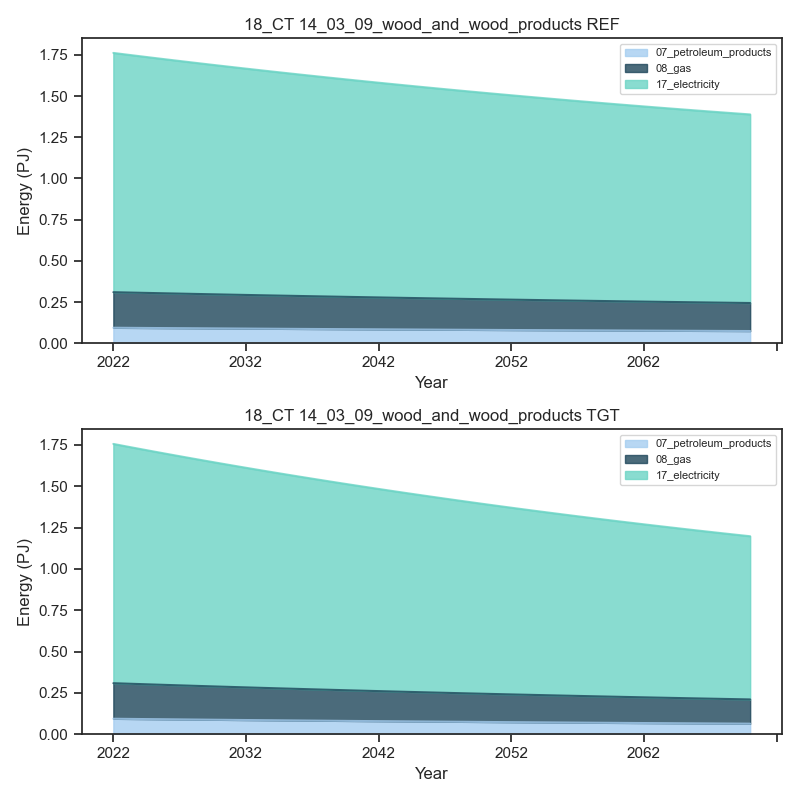 18_CT 14_03_09_wood_and_wood_products REF
07_petroleum_products
08_gas
17_electricity
1.75
1.50
1.25
1.00
0.75
0.50
0.25
0.00
Energy (PJ)
2022 2032 2042 2052 2062
Year
18_CT 14_03_09_wood_and_wood_products TGT
07_petroleum_products
08_gas
17_electricity
1.75
1.50
1.25
1.00
0.75
0.50
0.25
0.00
Energy (PJ)
2022 2032 2042 2052 2062
Year